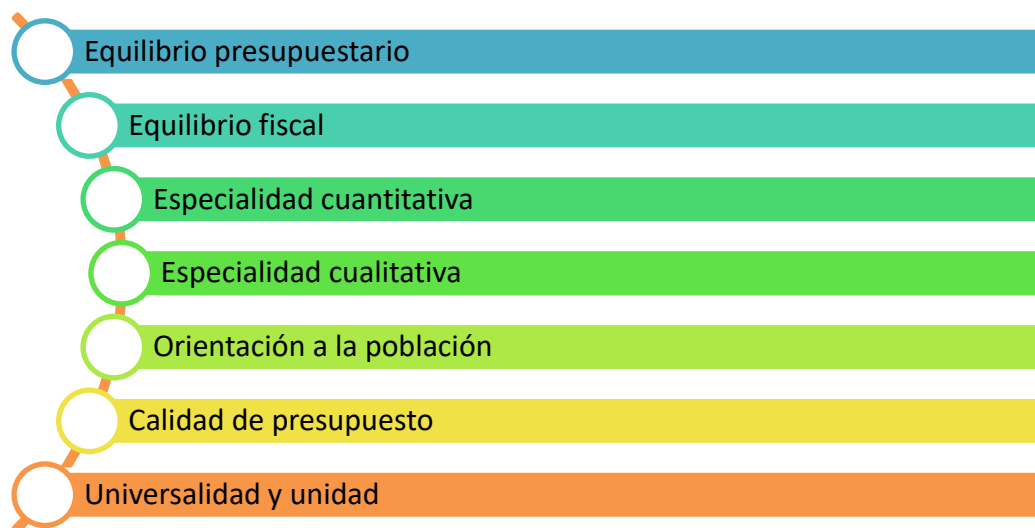 Equilibrio presupuestario
Equilibrio fiscal
Especialidad cuantitativa
Especialidad cualitativa
Orientación a la población
Calidad de presupuesto
Universalidad y unidad